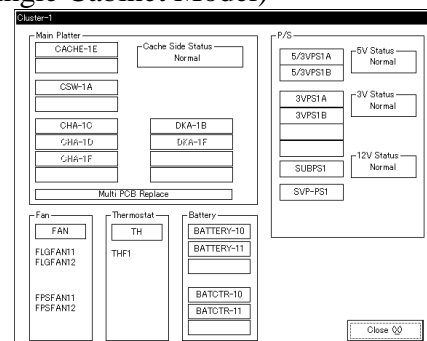 ngle Cabinet Model)
Cluster-1
Main Platter
CACHE-1E
Cache Side Status
Normal
CSW-1A
CHA-1C
DKA-1B
CHA-1D
DKA-1F
CHA-1F
Multi PCB Replace
P/S
5/3VPS1A
5/3VPS1B
5V Status
Normal
3VPS1A
3VPS1B
3V Status
Normal
12V Status
Normal
SUBPS1
SVP-PS1
Fan
FAN
FLGFAN11
FLGFAN12
FPSFAN11
FPSFAN12
Thermostat
TH
THF1
Battery
BATTERY-10
BATTERY-11
BATCTR-10
BATCTR-11
Close (X)